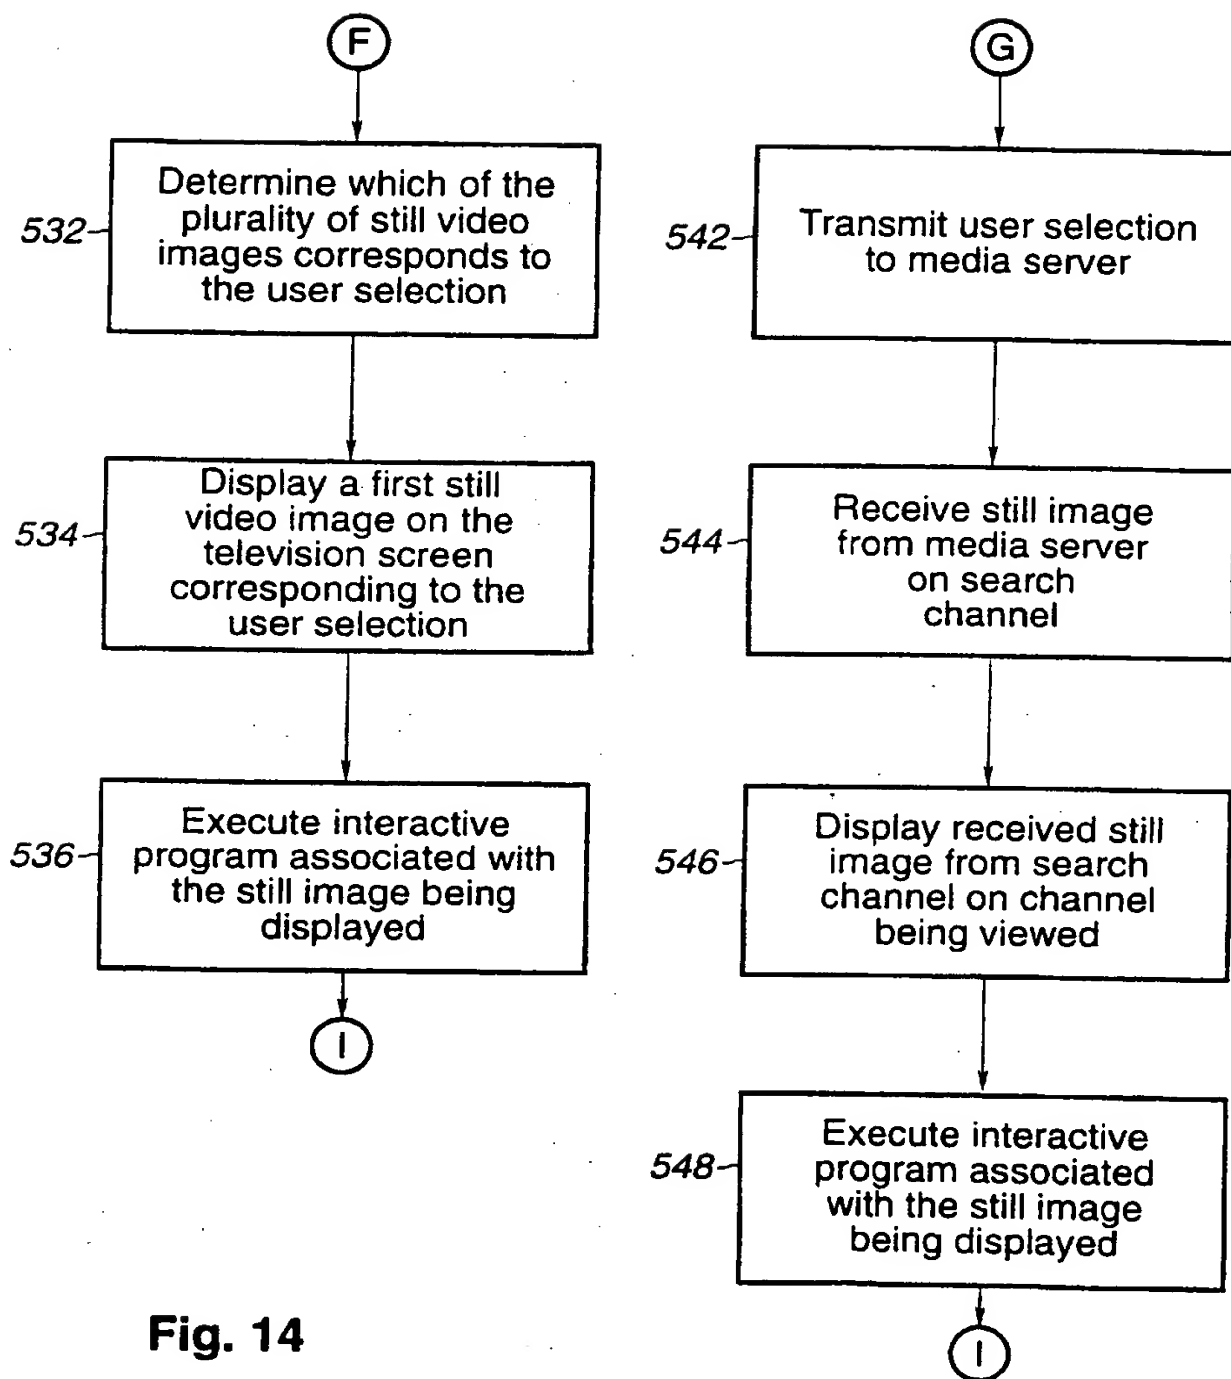 F
532
Determine which of the
plurality of still video
images corresponds to
the user selection
534
Display a first still
video image on the
television screen
corresponding to the
user selection
536
Execute interactive
program associated with
the still image being
displayed
I
G
542
Transmit user selection
to media server
544
Receive still image
from media server
on search
channel
546
Display received still
image from search
channel on channel
being viewed
548
Execute interactive
program associated
with the still image
being displayed
I
Fig. 14